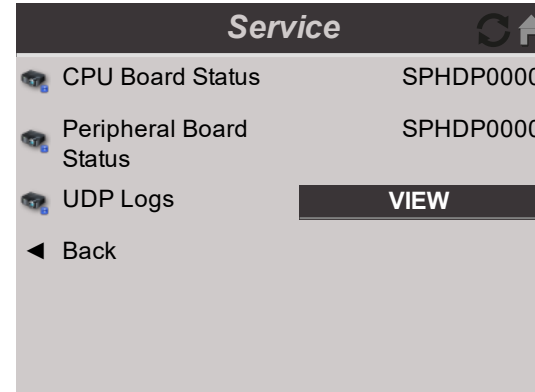 Service
CPU Board Status SPHDP0000
Peripheral Board SPHDP0000
Status
UDP Logs VIEW
Back